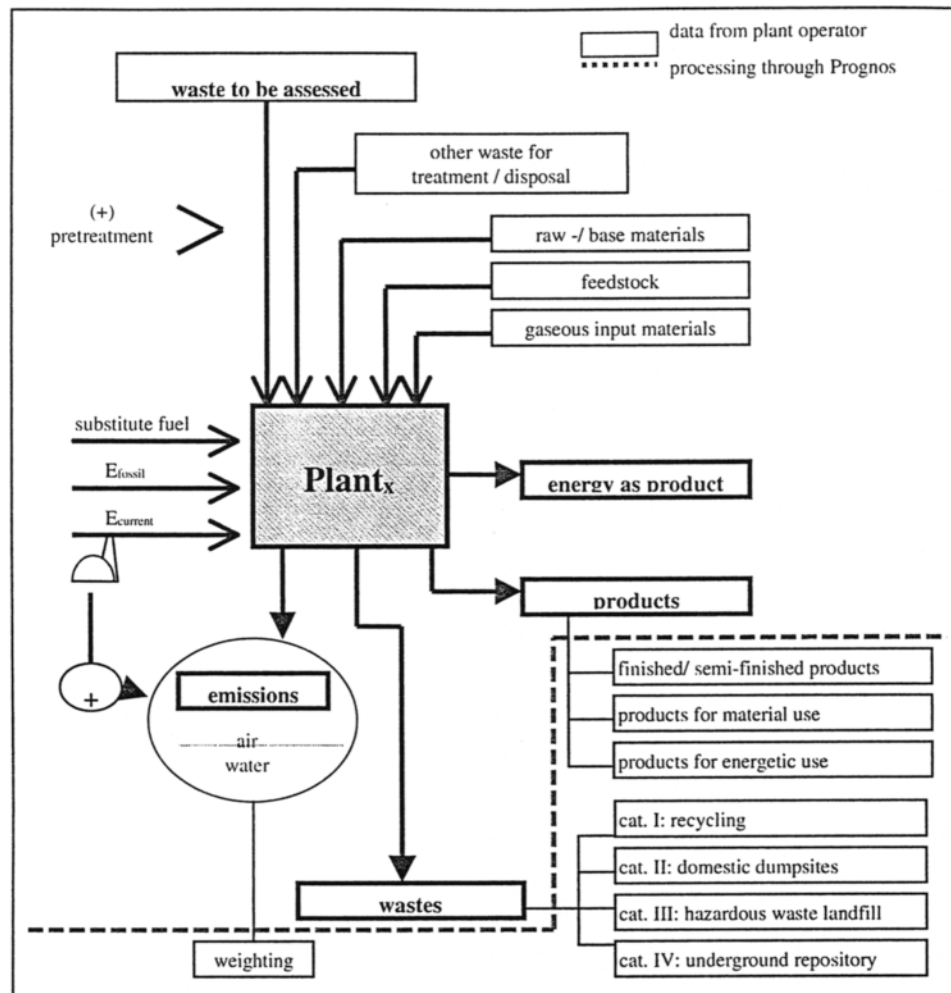 data from plant operator
processing through Prognos
waste to be assessed
other waste for
treatment / disposal
(+)
pretreatment
raw -/ base materials
feedstock
gaseous input materials
substitute fuel
Efossil
Ecurrent
Plantx
energy as product
products
+
emissions
air
water
finished/ semi-finished products
products for material use
products for energetic use
cat. I: recycling
cat. II: domestic dumpsites
cat. III: hazardous waste landfill
cat. IV: underground repository
wastes
weighting